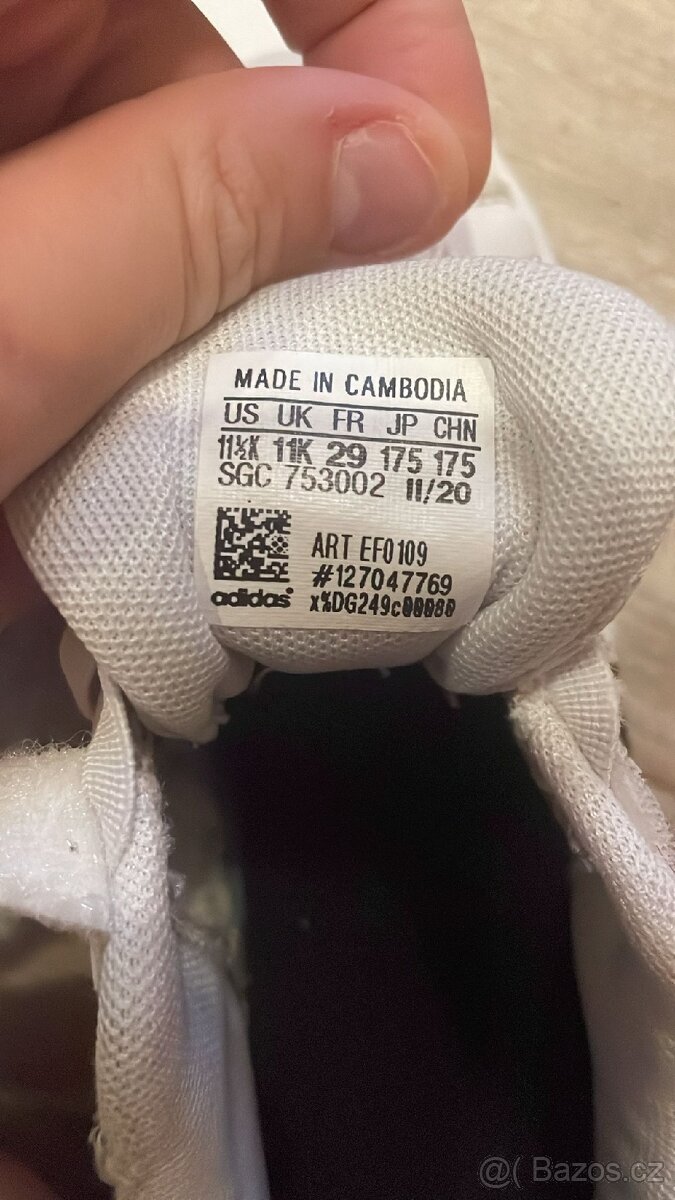 MADE IN CAMBODIA
US UK FR JP CHN
11½K 11K 29 175 175
SGC 753002 11/20
ART EF0109
#127047769
adidas® x%DG249c00080
@( Bazos.cz